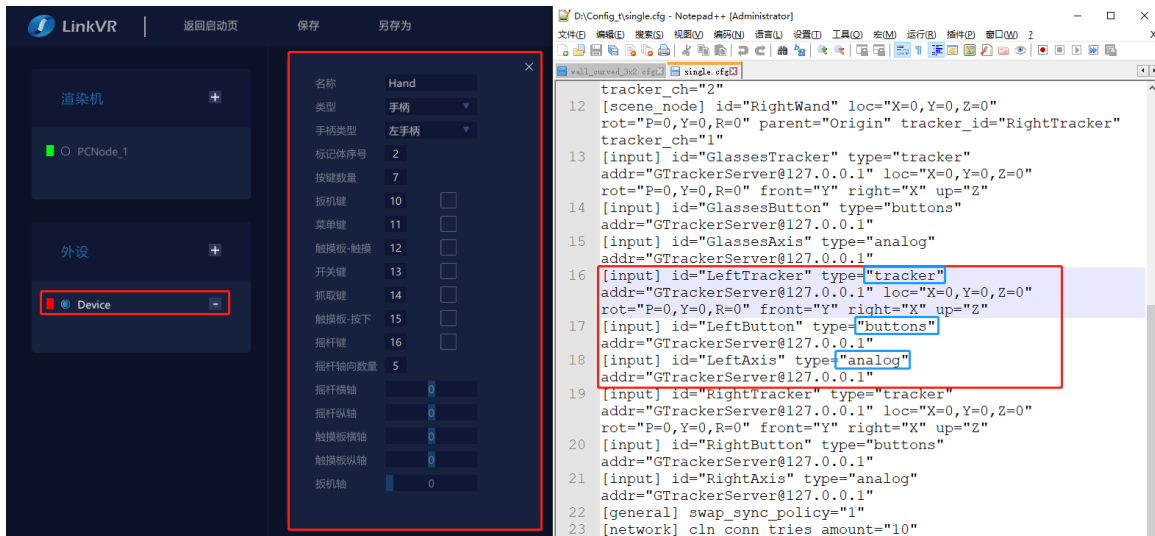 LinkVR
返回启动页
保存
另存为
渲染机
PCNode_1
外设
Device
名称 Hand
类型 手柄
手柄类型 左手柄
标记体序号 2
按键数量 7
扳机键 10
菜单键 11
触摸板-触摸 12
开关键 13
抓取键 14
触摸板-按下 15
摇杆键 16
摇杆轴向数量 5
摇杆横轴 0
摇杆纵轴 0
触摸板横轴 0
触摸板纵轴 0
扳机轴 0
D:\Config_t\single.cfg - Notepad++ [Administrator]
文件(F) 编辑(E) 搜索(S) 视图(V) 编码(N) 语言(L) 设置(T) 工具(O) 宏(M) 运行(R) 插件(P) 窗口(W) ? X
wall_curved_3x2.cfg single.cfg
tracker_ch="2"
12 [scene_node] id="RightWand" loc="X=0,Y=0,Z=0"
rot="P=0,Y=0,R=0" parent="Origin" tracker_id="RightTracker"
tracker_ch="1"
13 [input] id="GlassesTracker" type="tracker"
addr="GTrackerServer@127.0.0.1" loc="X=0,Y=0,Z=0"
rot="P=0,Y=0,R=0" front="Y" right="X" up="Z"
14 [input] id="GlassesButton" type="buttons"
addr="GTrackerServer@127.0.0.1"
15 [input] id="GlassesAxis" type="analog"
addr="GTrackerServer@127.0.0.1"
16 [input] id="LeftTracker" type="tracker"
addr="GTrackerServer@127.0.0.1" loc="X=0,Y=0,Z=0"
rot="P=0,Y=0,R=0" front="Y" right="X" up="Z"
17 [input] id="LeftButton" type="buttons"
addr="GTrackerServer@127.0.0.1"
18 [input] id="LeftAxis" type="analog"
addr="GTrackerServer@127.0.0.1"
19 [input] id="RightTracker" type="tracker"
addr="GTrackerServer@127.0.0.1" loc="X=0,Y=0,Z=0"
rot="P=0,Y=0,R=0" front="Y" right="X" up="Z"
20 [input] id="RightButton" type="buttons"
addr="GTrackerServer@127.0.0.1"
21 [input] id="RightAxis" type="analog"
addr="GTrackerServer@127.0.0.1"
22 [general] swap_sync_policy="1"
23 [network] cln_conn_tries_amount="10"